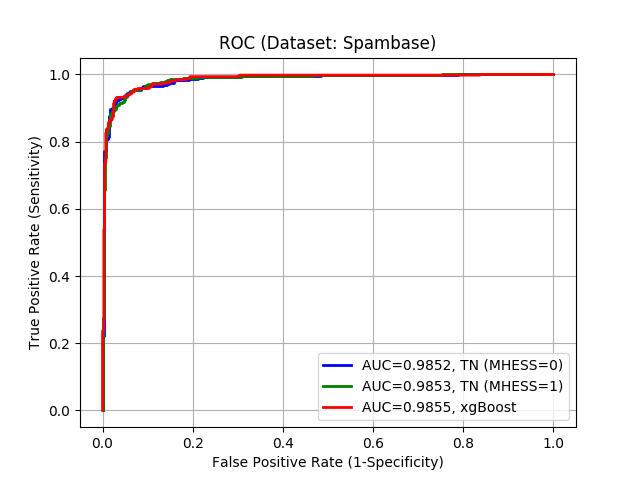 ROC (Dataset: Spambase)
True Positive Rate (Sensitivity)
1.0
0.8
0.6
0.4
0.2
0.0
AUC=0.9852, TN (MHESS=0)
AUC=0.9853, TN (MHESS=1)
AUC=0.9855, xgBoost
0.0 0.2 0.4 0.6 0.8 1.0
False Positive Rate (1-Specificity)